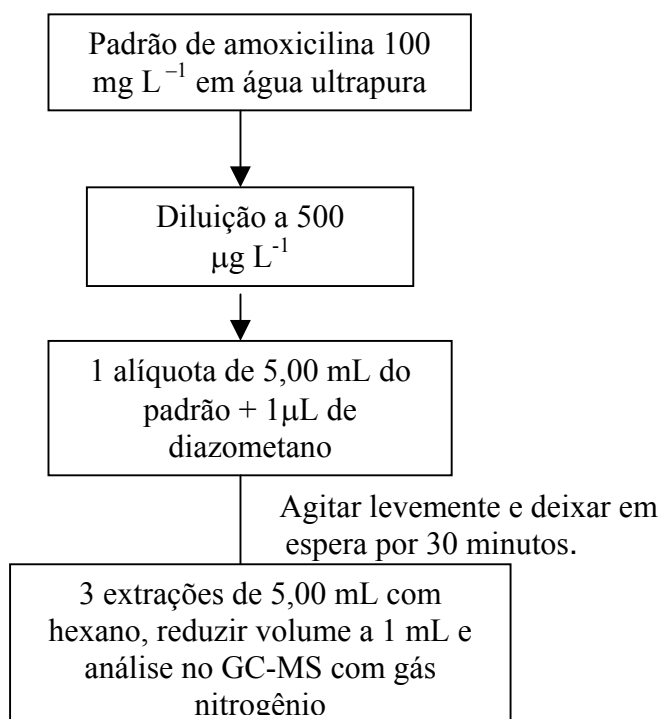 Padrão de amoxicilina 100
mg L⁻¹ em água ultrapura
Diluição a 500
µg L⁻¹
1 alíquota de 5,00 mL do
padrão + 1µL de
diazometano
Agitar levemente e deixar em
espera por 30 minutos.
3 extrações de 5,00 mL com
hexano, reduzir volume a 1 mL e
análise no GC-MS com gás
nitrogênio